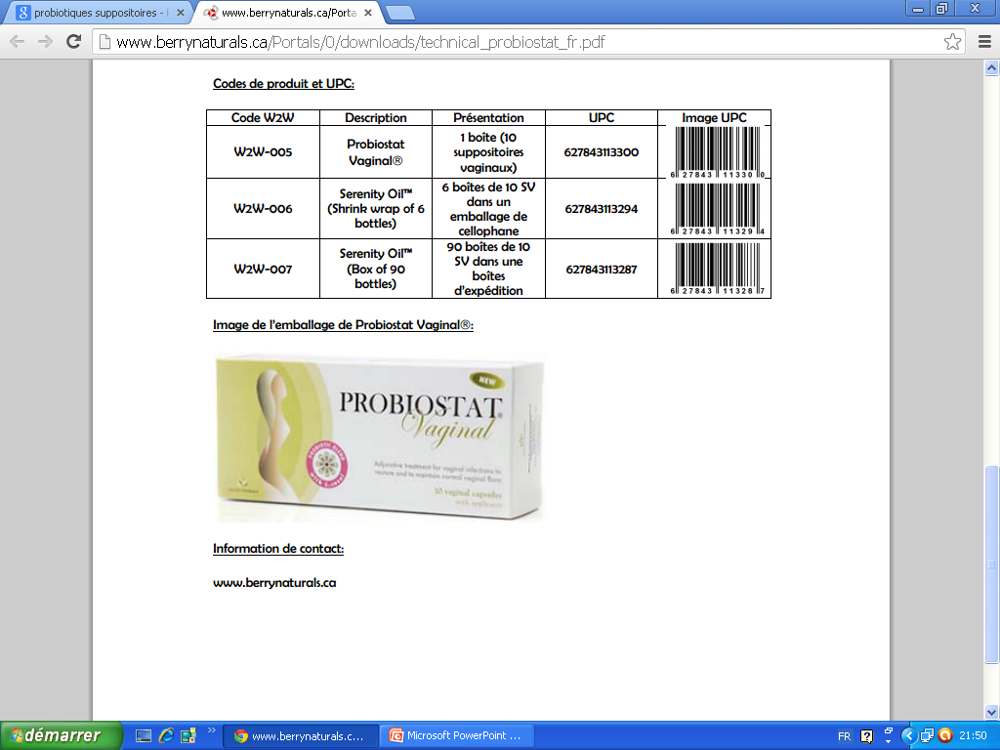 probiotiques suppositoires -
www.berrynaturals.ca/Porta
www.berrynaturals.ca/Portals/0/downloads/technical_probiostat_fr.pdf
Codes de produit et UPC:
Code W2W Description Présentation UPC Image UPC
W2W-005 Probiostat Vaginal® 1 boîte (10 suppositoires vaginaux) 627843113300 6 27843 11330 0
W2W-006 Serenity Oil™ (Shrink wrap of 6 bottles) 6 boîtes de 10 SV dans un emballage de cellophane 627843113294 6 27843 11329 4
W2W-007 Serenity Oil™ (Box of 90 bottles) 90 boîtes de 10 SV dans une boîtes d'expédition 627843113287 6 27843 11328 7
Image de l'emballage de Probiostat Vaginal®:
NEW
PROBIOSTAT®
Vaginal
PROBIOTIC BLEND
Adjunctive treatment for vaginal infections to
restore and to maintain normal vaginal flora
10 vaginal capsules
with applicator
Information de contact:
www.berrynaturals.ca
démarrer
www.berrynaturals.c...
Microsoft PowerPoint ...
FR
21:50